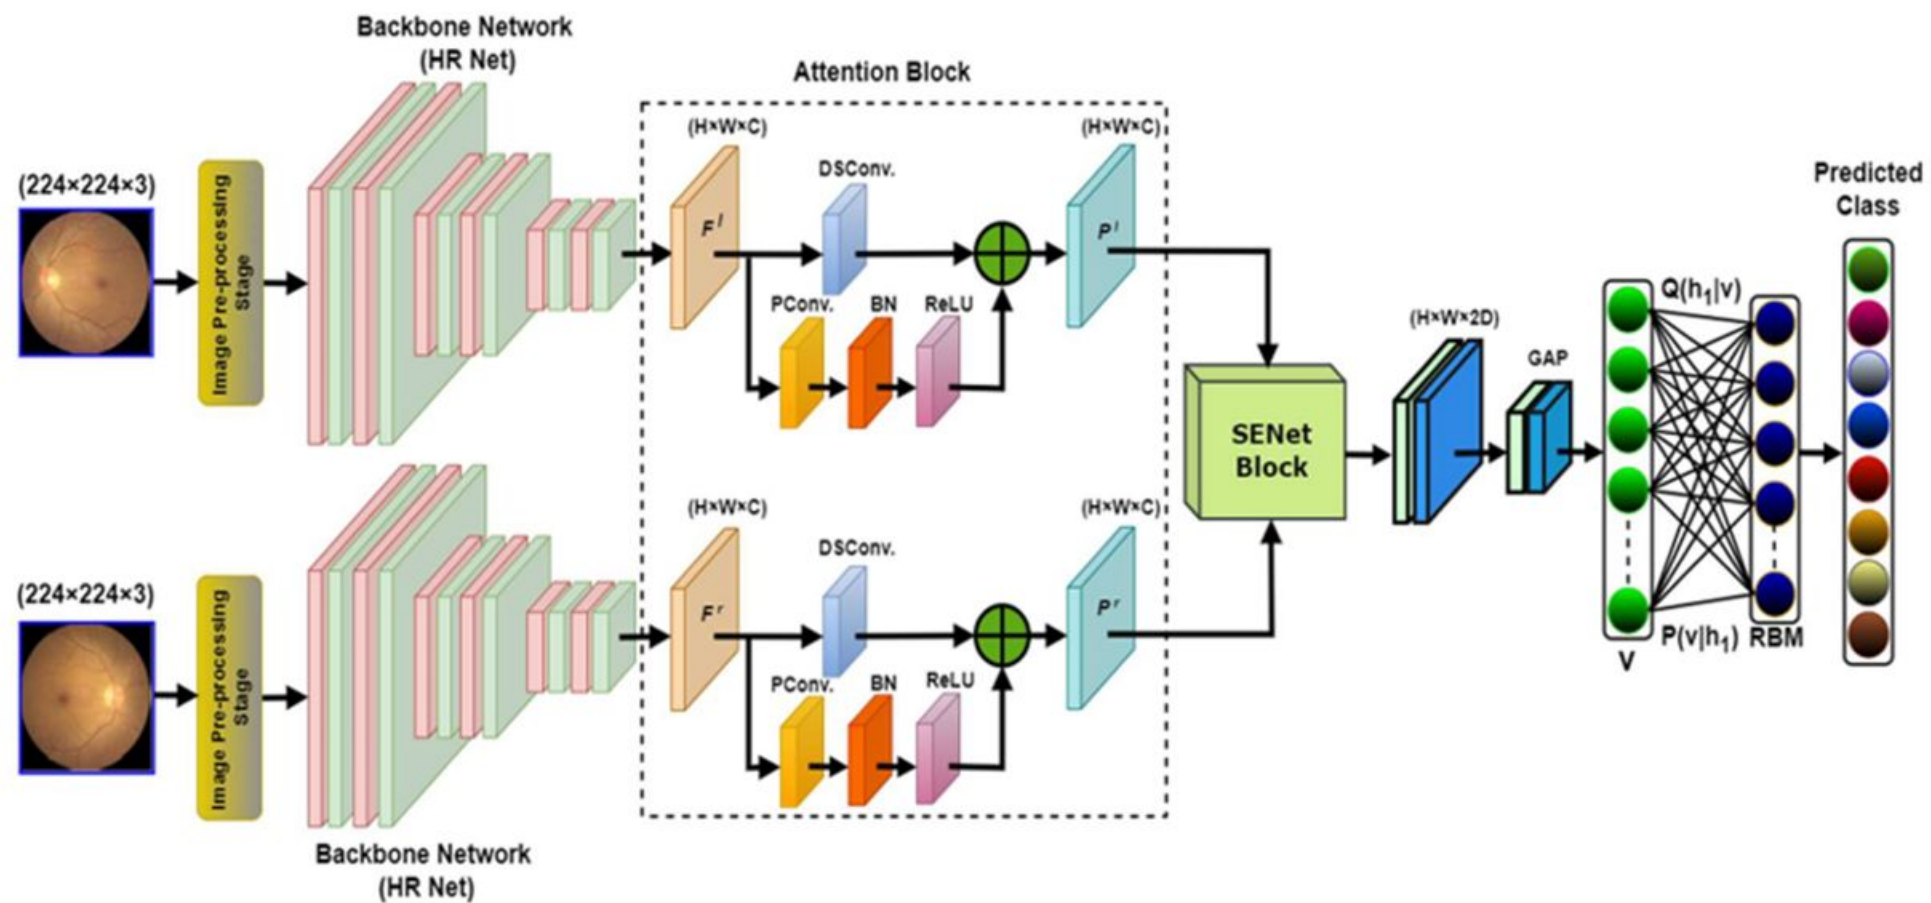 Backbone Network
(HR Net)
Attention Block
(H×W×C)
(H×W×C)
DSConv.
(224×224×3)
Image Pre-processing
Stage
F l
P l
PConv.
BN
ReLU
Predicted
Class
Q(h1|v)
(H×W×2D)
GAP
SENet
Block
(H×W×C)
(H×W×C)
DSConv.
(224×224×3)
Image Pre-processing
Stage
F r
P r
PConv.
BN
ReLU
P(v|h1)
RBM
V
Backbone Network
(HR Net)